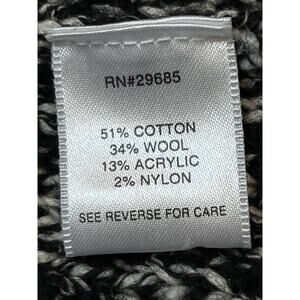 RN#29685
51% COTTON
34% WOOL
13% ACRYLIC
2% NYLON
SEE REVERSE FOR CARE